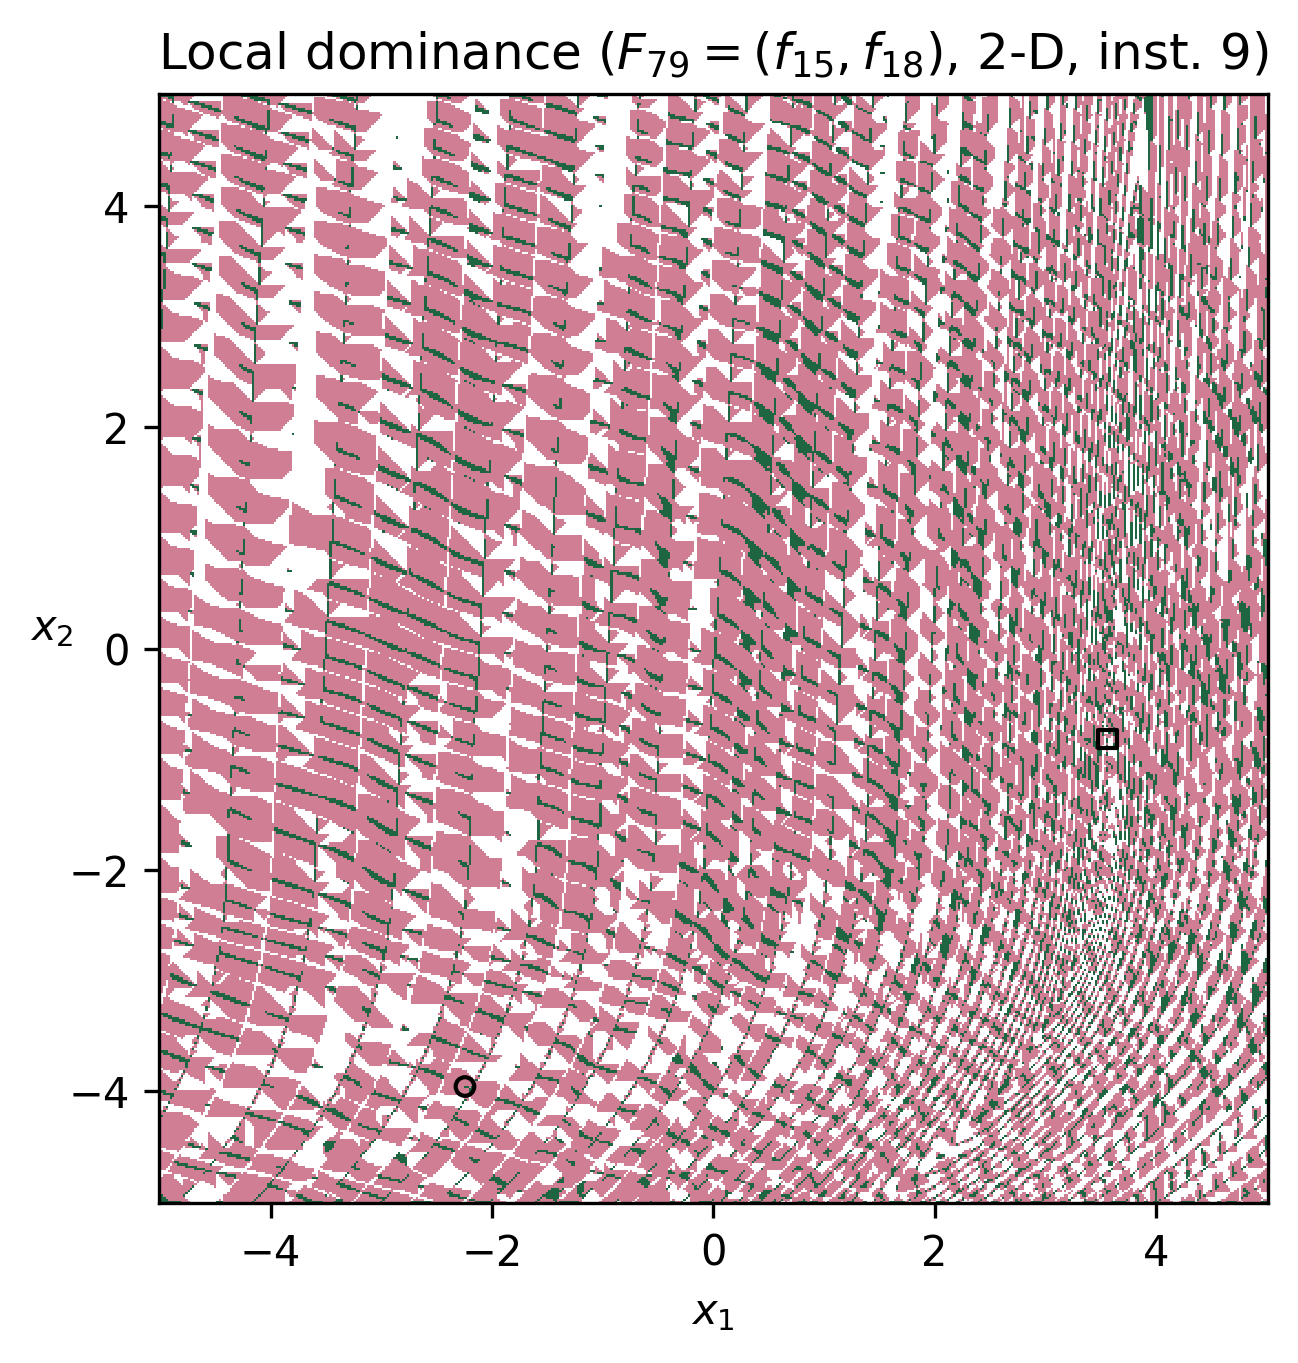 Local dominance (F₇₉ = (f₁₅, f₁₈), 2-D, inst. 9)
4
2
0
−2
−4
x₂
−4 −2 0 2 4
x₁